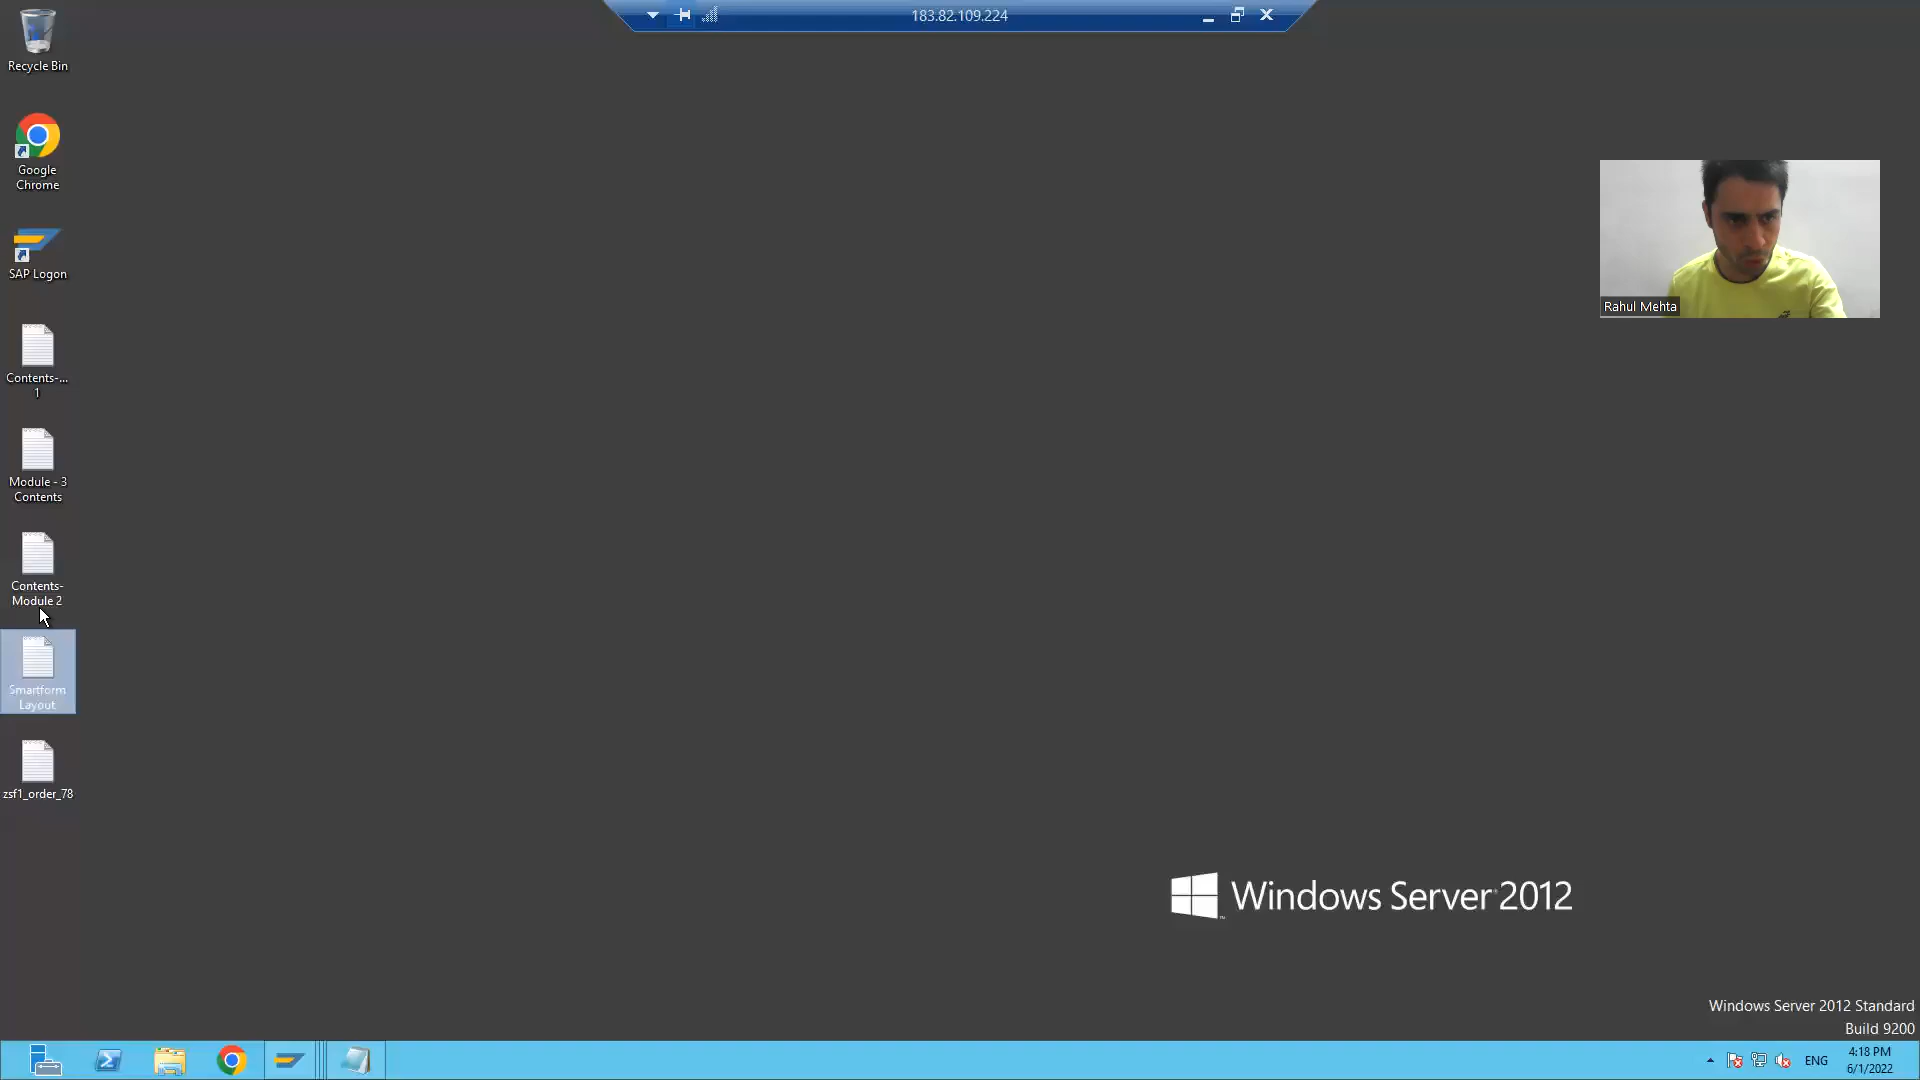 183.82.109.224
Recycle Bin
Google
Chrome
SAP Logon
Contents-...
1
Module - 3
Contents
Contents-
Module 2
Smartform
Layout
zsf1_order_78
Rahul Mehta
Windows Server 2012
Windows Server 2012 Standard
Build 9200
ENG
4:18 PM
6/1/2022